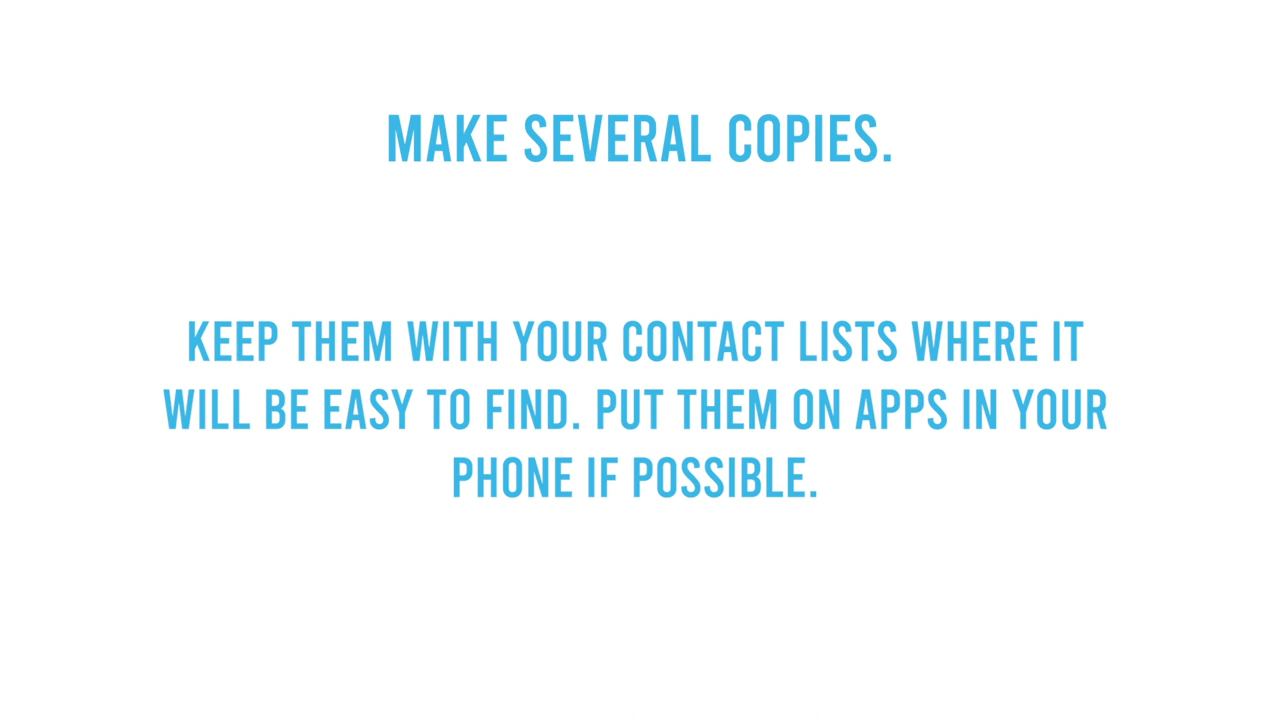 MAKE SEVERAL COPIES.
KEEP THEM WITH YOUR CONTACT LISTS WHERE IT
WILL BE EASY TO FIND. PUT THEM ON APPS IN YOUR
PHONE IF POSSIBLE.